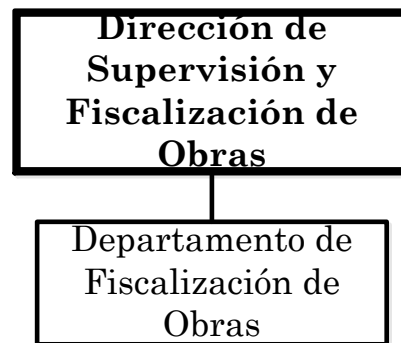 Dirección de
Supervisión y
Fiscalización de
Obras
Departamento de
Fiscalización de
Obras